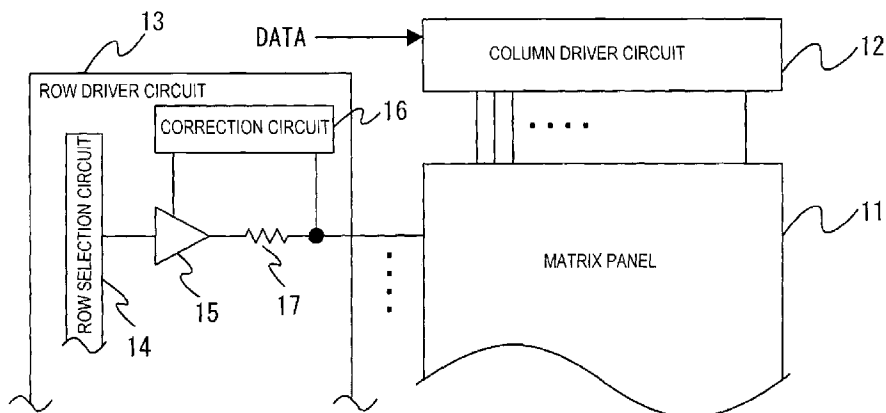 13
DATA
COLUMN DRIVER CIRCUIT
12
ROW DRIVER CIRCUIT
16
CORRECTION CIRCUIT
ROW SELECTION CIRCUIT
11
MATRIX PANEL
15
17
14